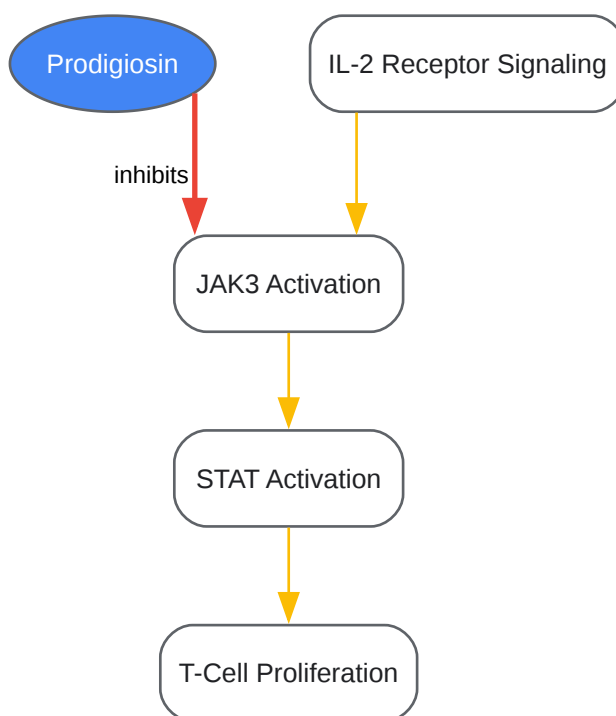 Prodigiosin
IL-2 Receptor Signaling
inhibits
JAK3 Activation
STAT Activation
T-Cell Proliferation